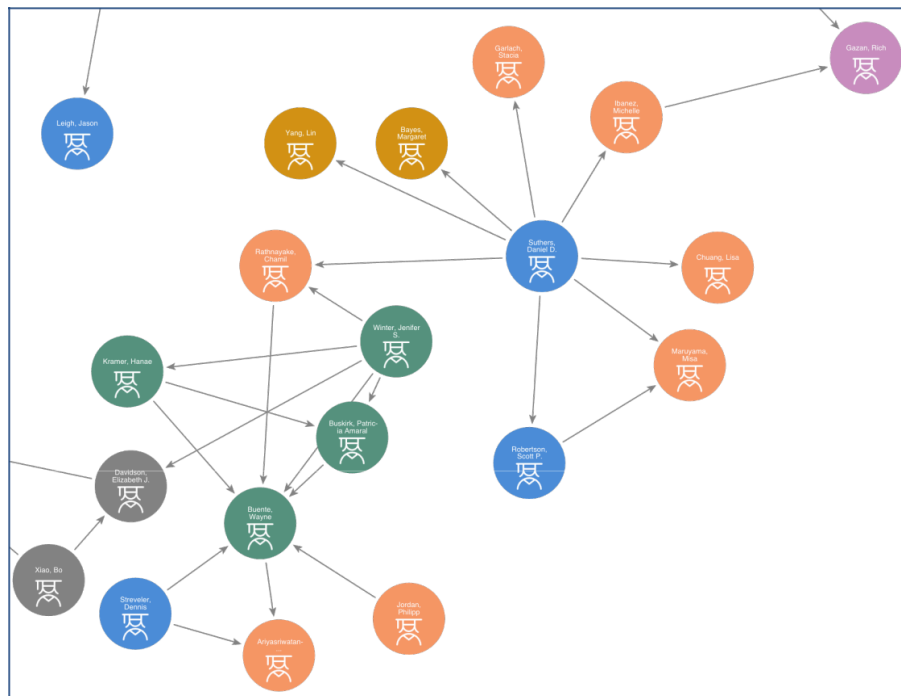 Garlach,
Stacia
Gazan, Rich
Ibanez,
Michelle
Leigh, Jason
Yang, Lin
Bayes,
Margaret
Suthers,
Daniel D.
Rathnayake,
Chamil
Chuang, Lisa
Winter, Jenifer
S.
Kramer, Hanae
Maruyama,
Misa
Buskirk, Patric-
ia Amaral
Robertson,
Scott P.
Davidson,
Elizabeth J.
Buente,
Wayne
Xiao, Bo
Streveler,
Dennis
Jordan,
Philipp
Ariyasriwatan-
...